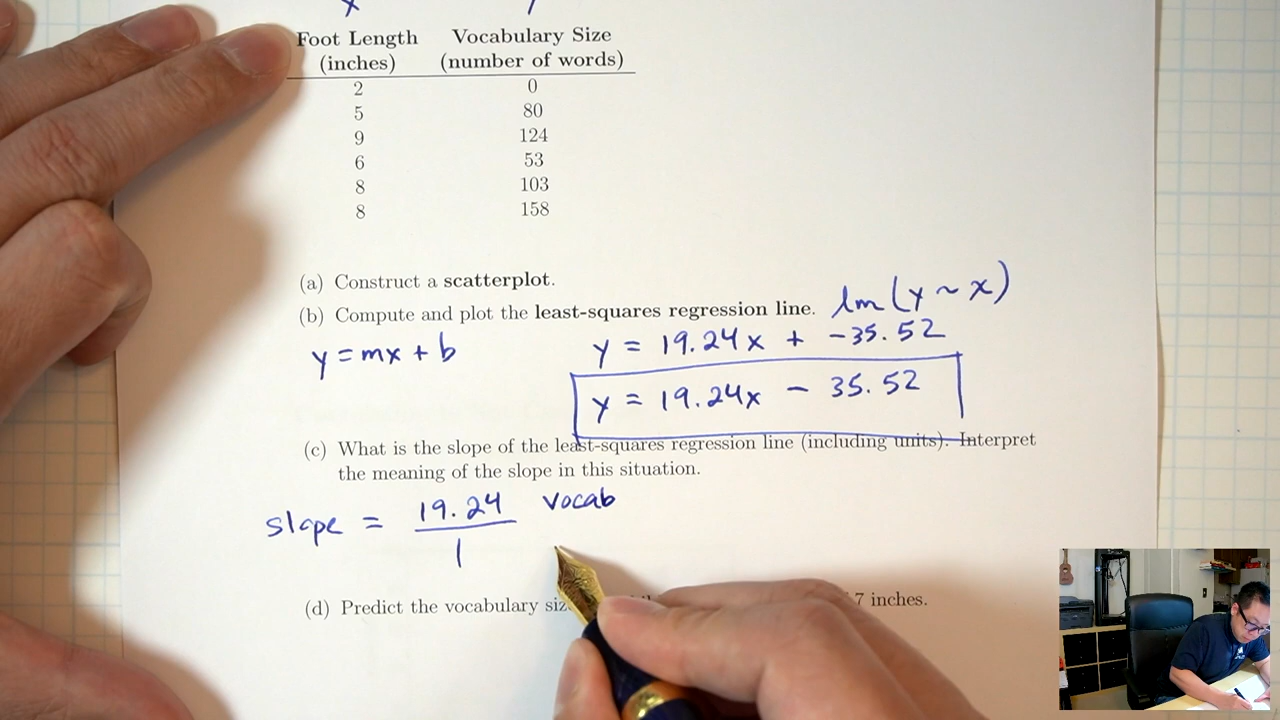 x y
Foot Length Vocabulary Size
(inches) (number of words)
2 0
5 80
9 124
6 53
8 103
8 158
(a) Construct a scatterplot.
(b) Compute and plot the least-squares regression line. lm(y ~ x)
y = mx + b y = 19.24x + -35.52
y = 19.24x - 35.52
(c) What is the slope of the least-squares regression line (including units). Interpret
the meaning of the slope in this situation.
slope = 19.24 vocab
1
(d) Predict the vocabulary 7 inches.